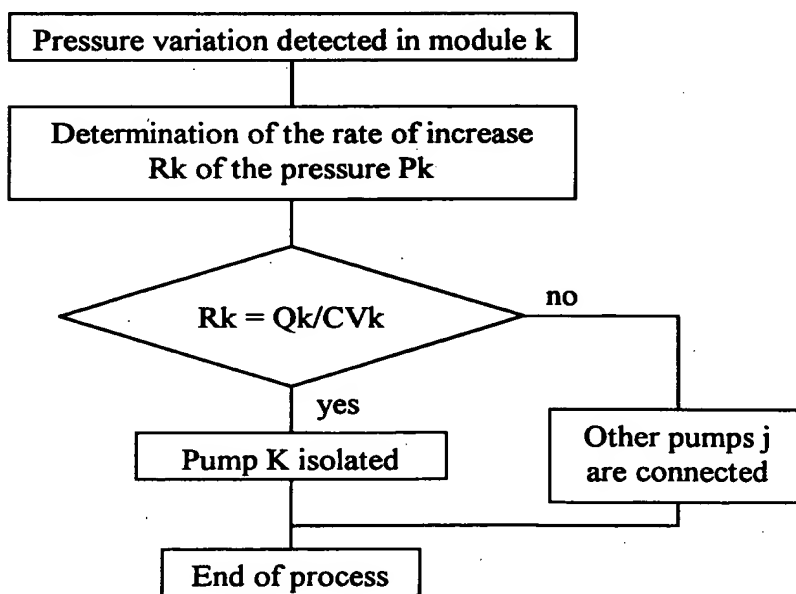 Pressure variation detected in module k
Determination of the rate of increase
Rk of the pressure Pk
Rk = Qk/CVk
no
yes
Pump K isolated
Other pumps j
are connected
End of process